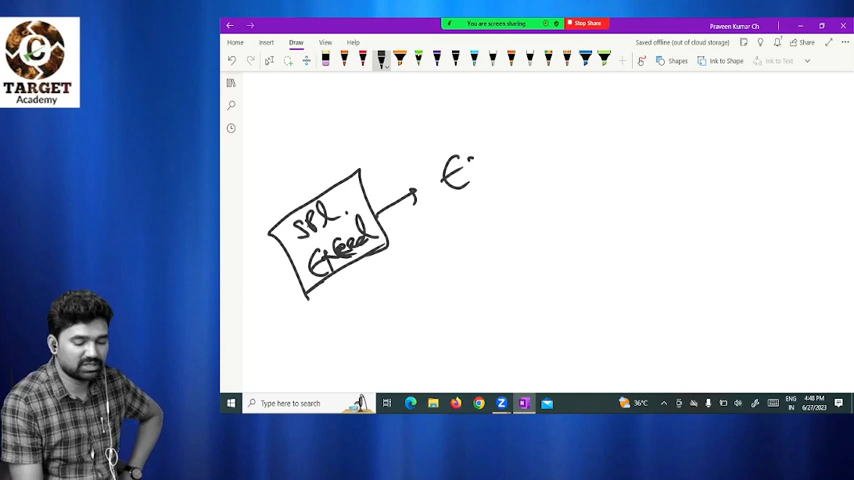 Praveen Kumar Ch
You are screen sharing
Stop Share
Home Insert Draw View Help
Saved offline (out of cloud storage)
Share
Shapes
Ink to Shape
Ink to Text
TARGET
Academy
Spl.
Type here to search
36°C
ENG
IN
4:48 PM
6/27/2023